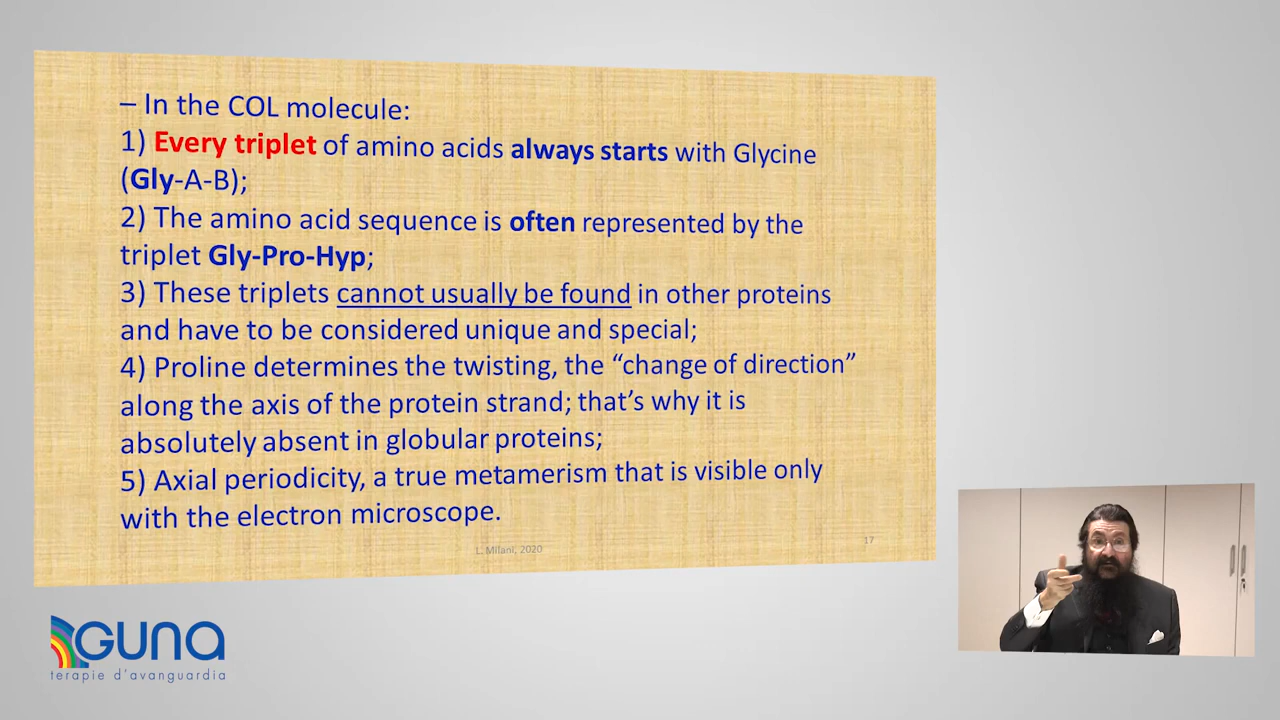 – In the COL molecule:
1) Every triplet of amino acids always starts with Glycine
(Gly-A-B);
2) The amino acid sequence is often represented by the
triplet Gly-Pro-Hyp;
3) These triplets cannot usually be found in other proteins
and have to be considered unique and special;
4) Proline determines the twisting, the “change of direction”
along the axis of the protein strand; that’s why it is
absolutely absent in globular proteins;
5) Axial periodicity, a true metamerism that is visible only
with the electron microscope.
L. Milani, 2020
17
GUNA
terapie d'avanguardia